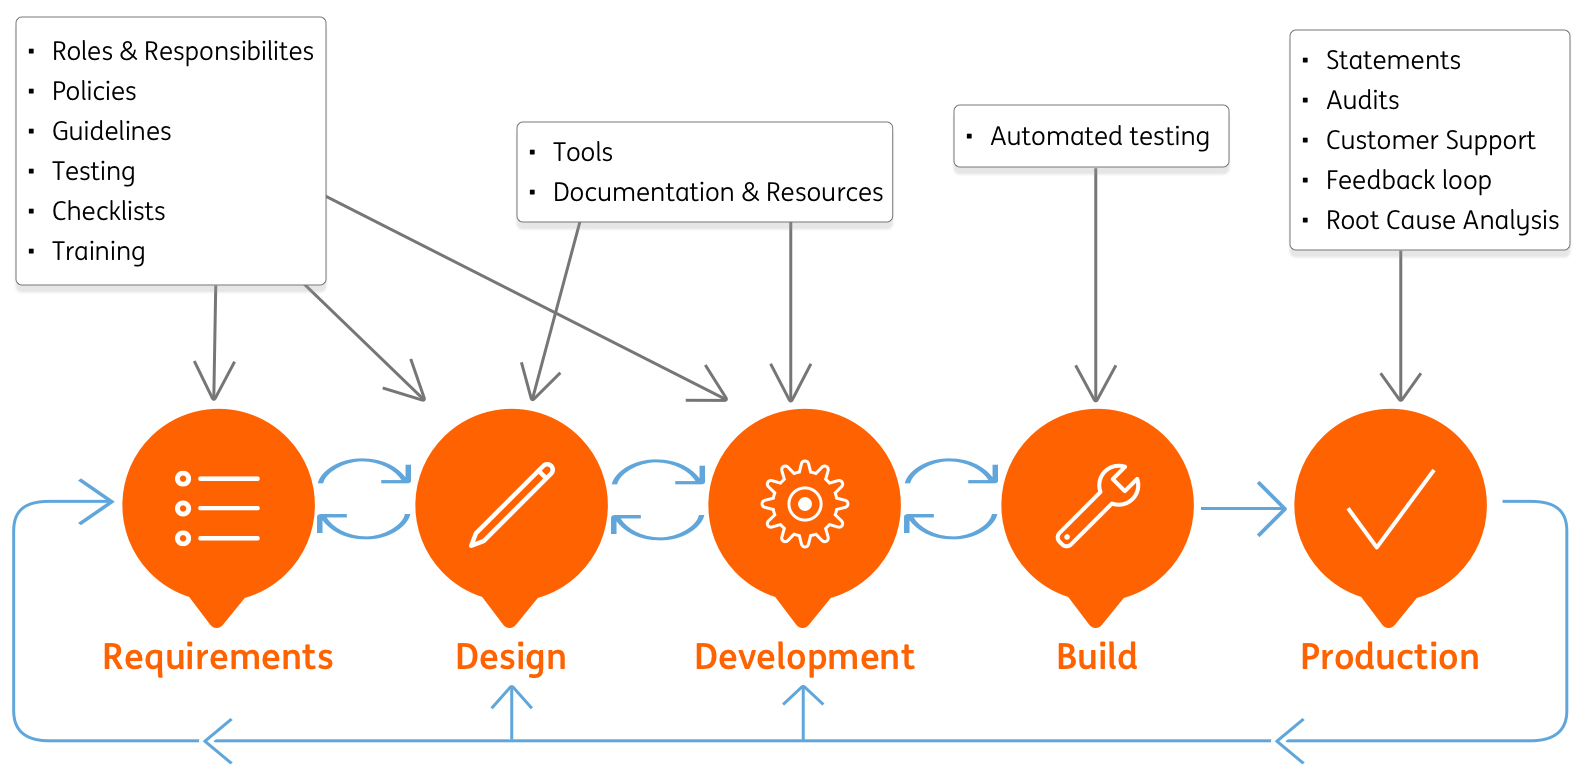 ▪ Roles & Responsibilites
▪ Policies
▪ Guidelines
▪ Testing
▪ Checklists
▪ Training
▪ Tools
▪ Documentation & Resources
▪ Automated testing
▪ Statements
▪ Audits
▪ Customer Support
▪ Feedback loop
▪ Root Cause Analysis
Requirements
Design
Development
Build
Production